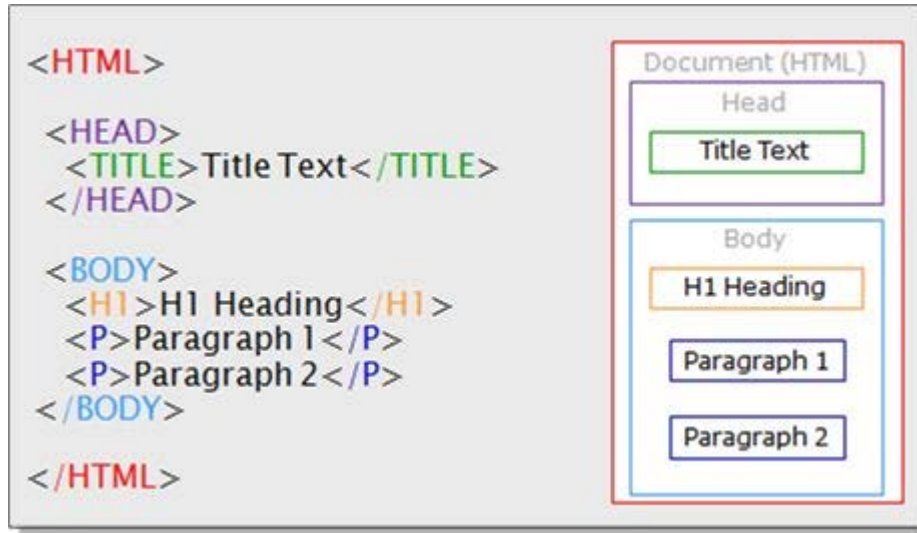 <HTML>
<HEAD>
<TITLE>Title Text</TITLE>
</HEAD>
<BODY>
<H1>H1 Heading</H1>
<P>Paragraph 1</P>
<P>Paragraph 2</P>
</BODY>
</HTML>
Document (HTML)
Head
Title Text
Body
H1 Heading
Paragraph 1
Paragraph 2